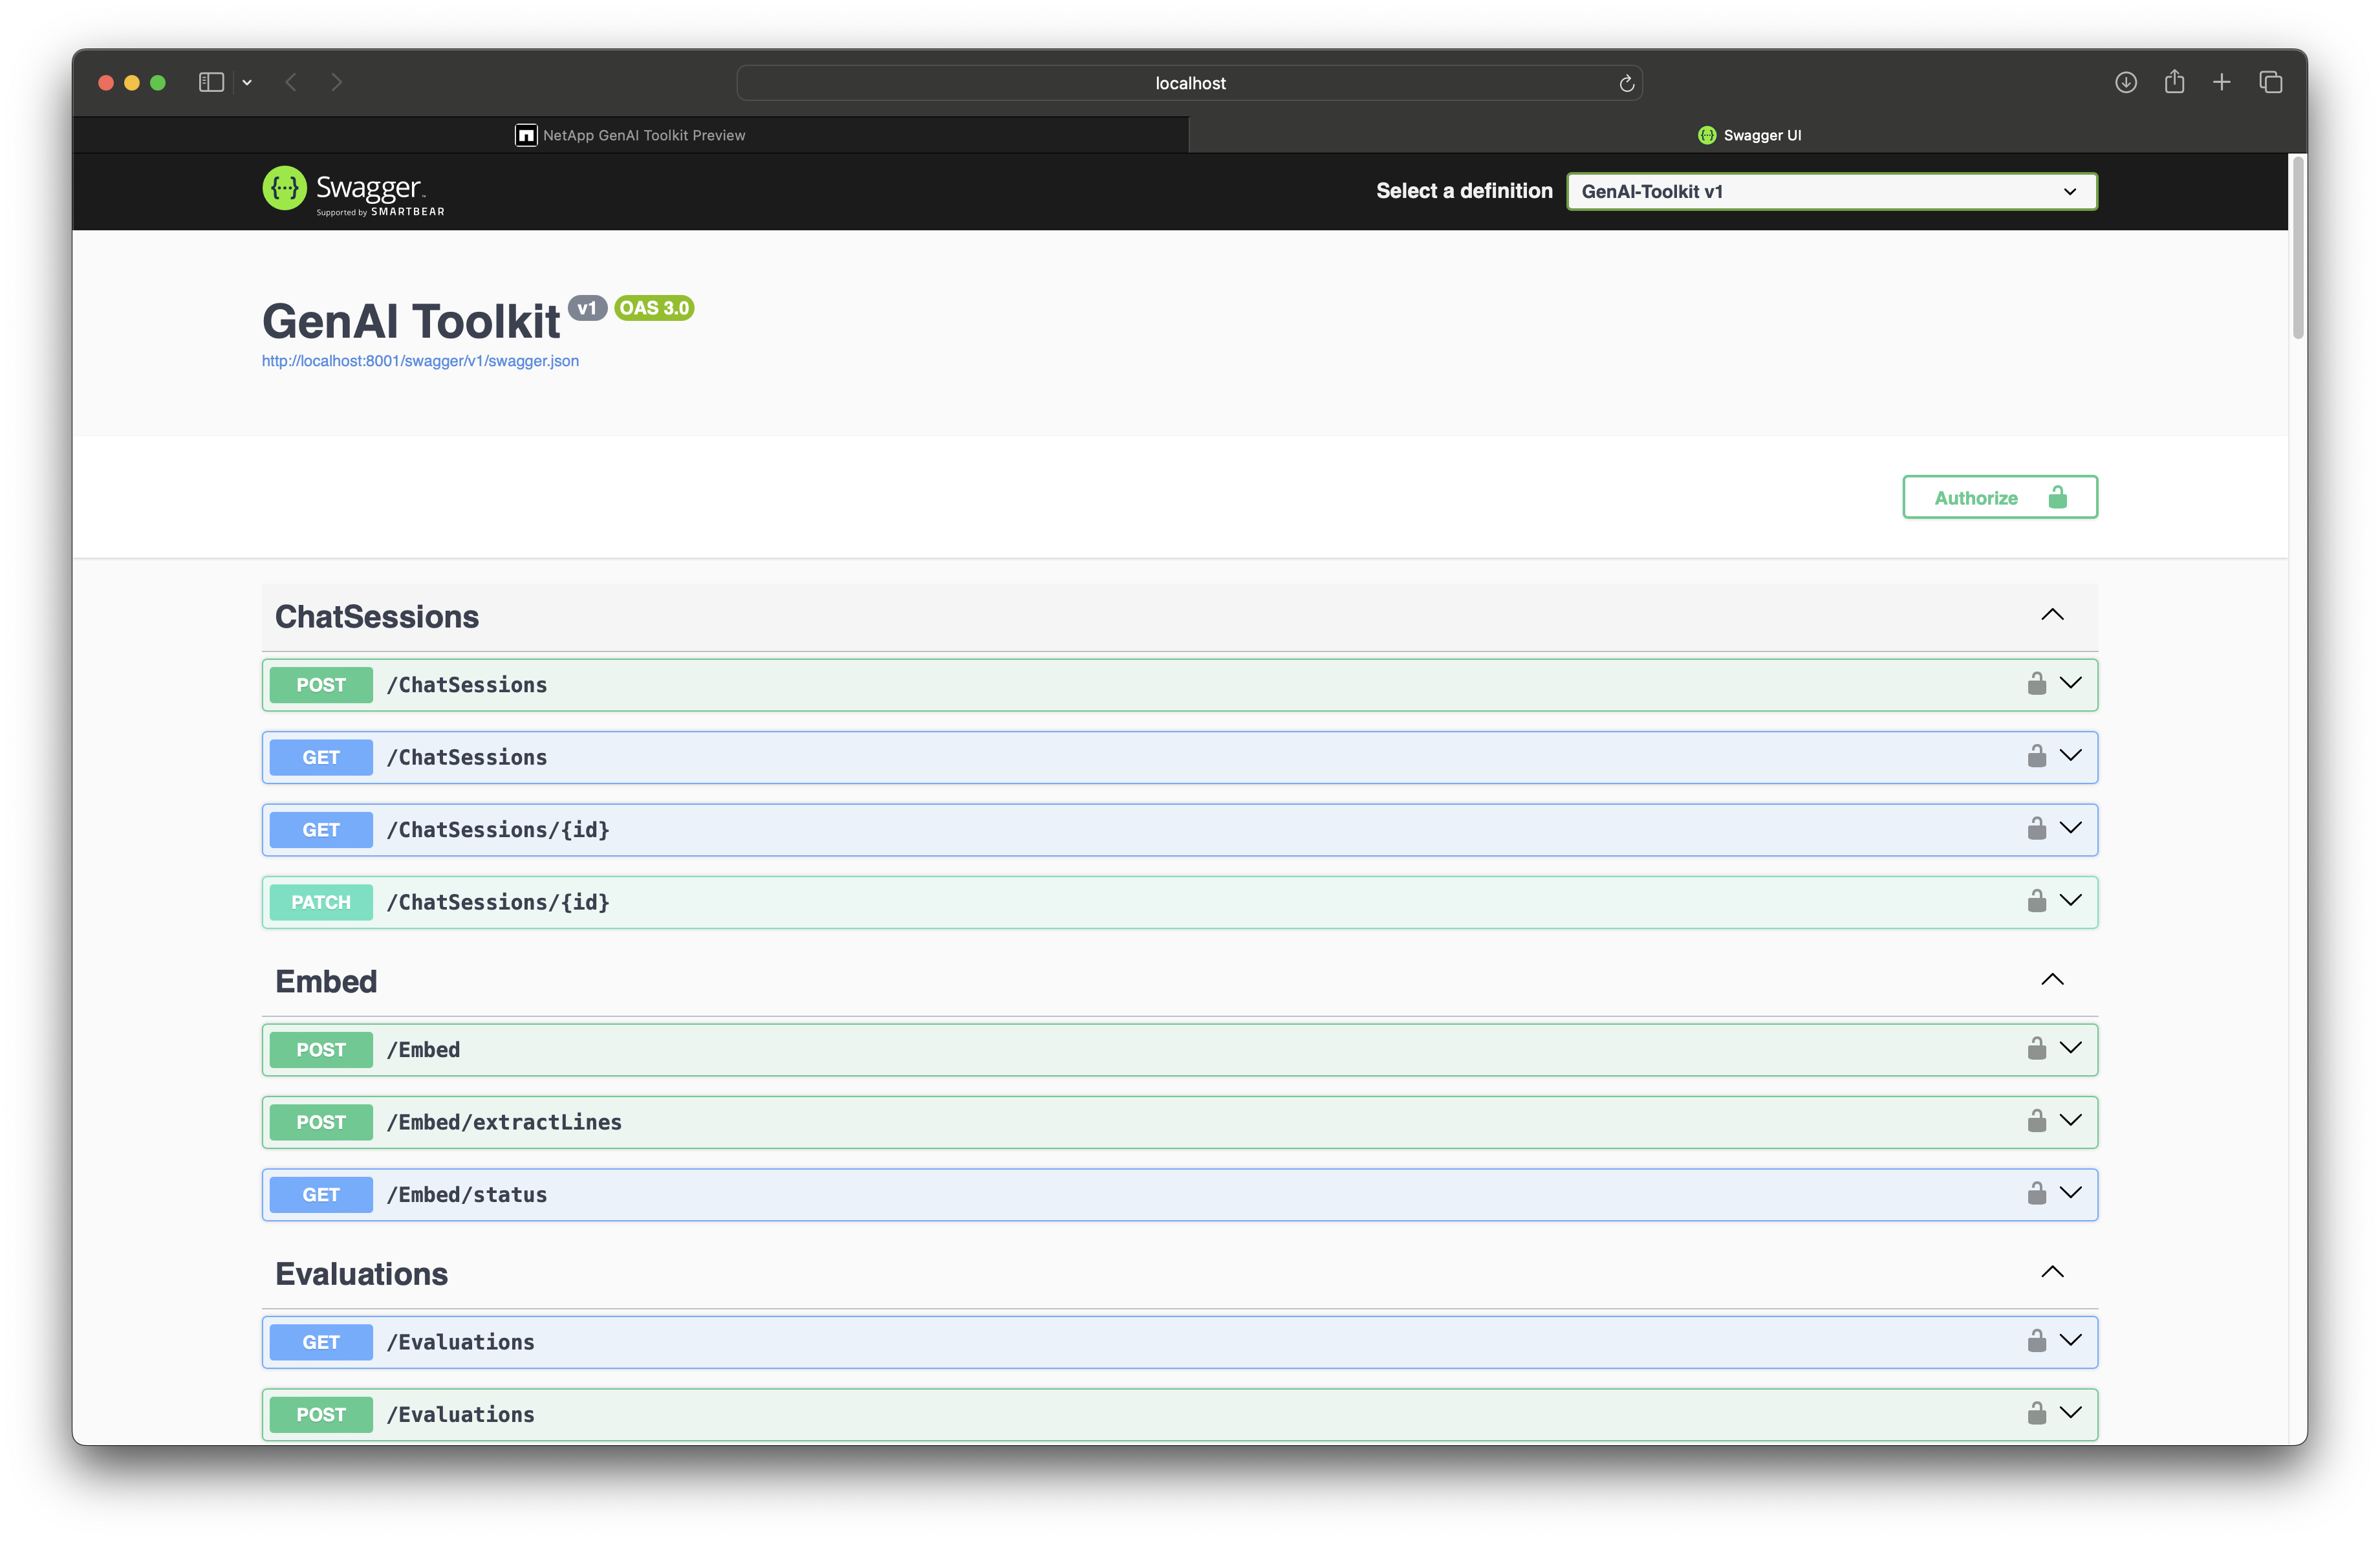 localhost
NetApp GenAI Toolkit Preview
Swagger UI
Swagger™
Supported by SMARTBEAR
Select a definition
GenAI-Toolkit v1
GenAI Toolkit v1 OAS 3.0
http://localhost:8001/swagger/v1/swagger.json
Authorize
ChatSessions
POST /ChatSessions
GET /ChatSessions
GET /ChatSessions/{id}
PATCH /ChatSessions/{id}
Embed
POST /Embed
POST /Embed/extractLines
GET /Embed/status
Evaluations
GET /Evaluations
POST /Evaluations